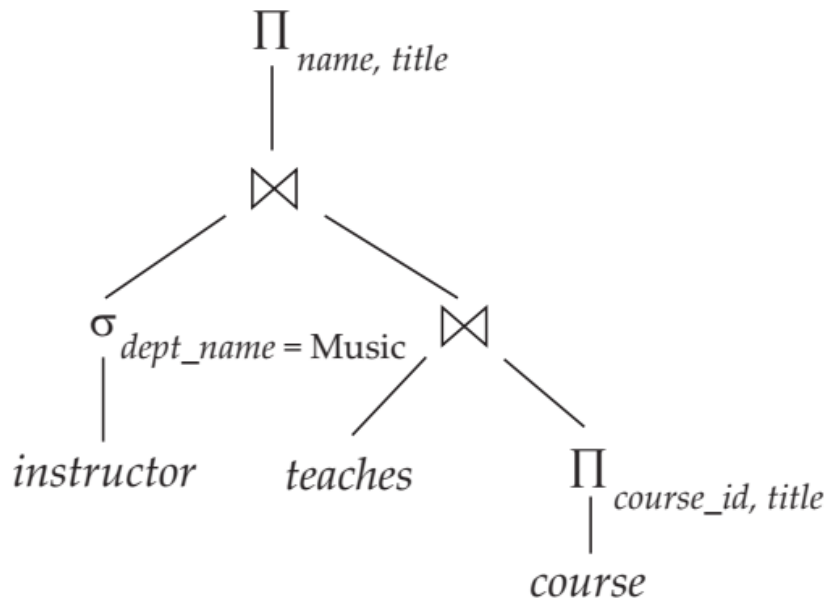 Π name, title
⋈
σ dept_name = Music
⋈
instructor
teaches
Π course_id, title
course